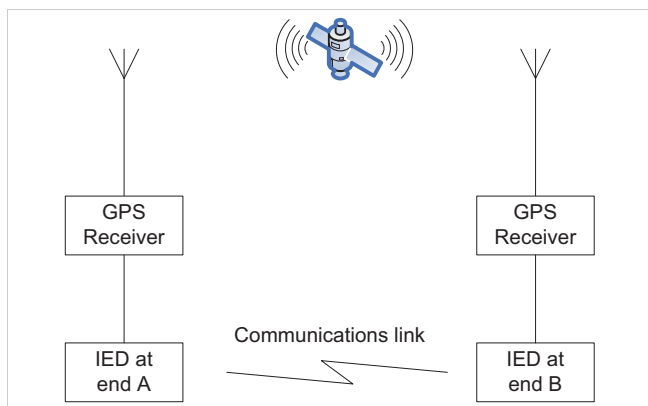 GPS
Receiver
GPS
Receiver
Communications link
IED at
end A
IED at
end B